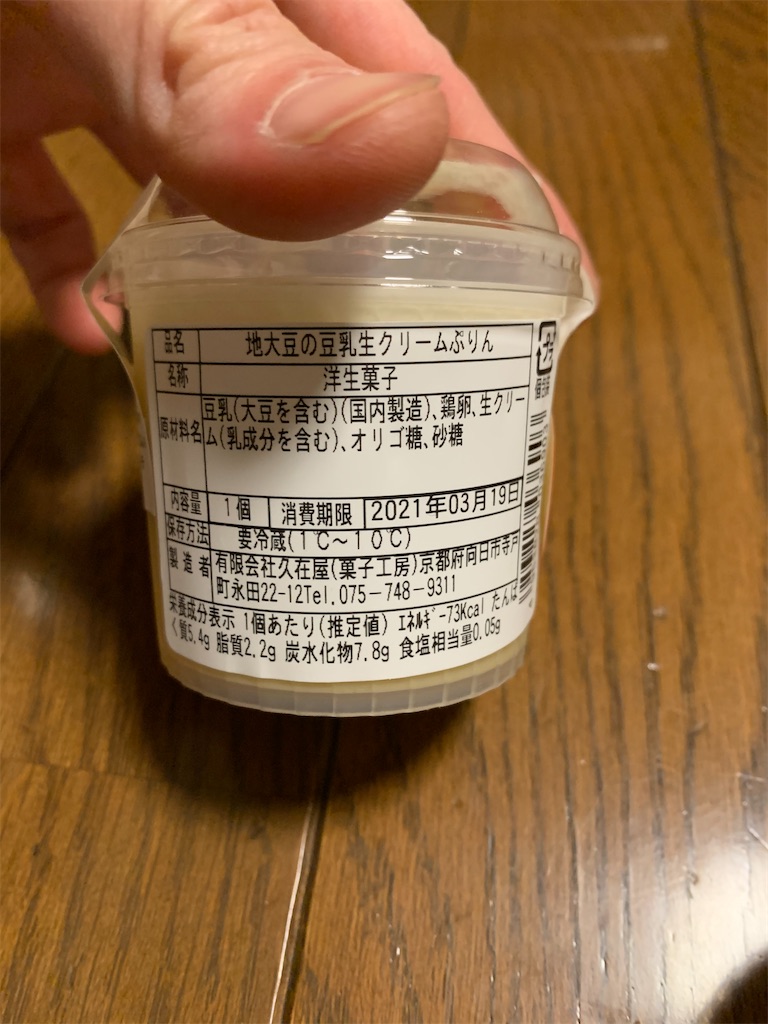 品名 地大豆の豆乳生クリームぷりん
名称 洋生菓子
原材料名 豆乳(大豆を含む)(国内製造)、鶏卵、生クリー
ム(乳成分を含む)、オリゴ糖、砂糖
内容量 1個 消費期限 2021年03月19日
保存方法 要冷蔵(1℃〜10℃)
製造者 有限会社久在屋(菓子工房)京都府向日市寺戸
町永田22-12Tel.075-748-9311
栄養成分表示 1個あたり(推定値) エネルギー73Kcal たんぱ
く質5.4g 脂質2.2g 炭水化物7.8g 食塩相当量0.05g
プラ
個包装